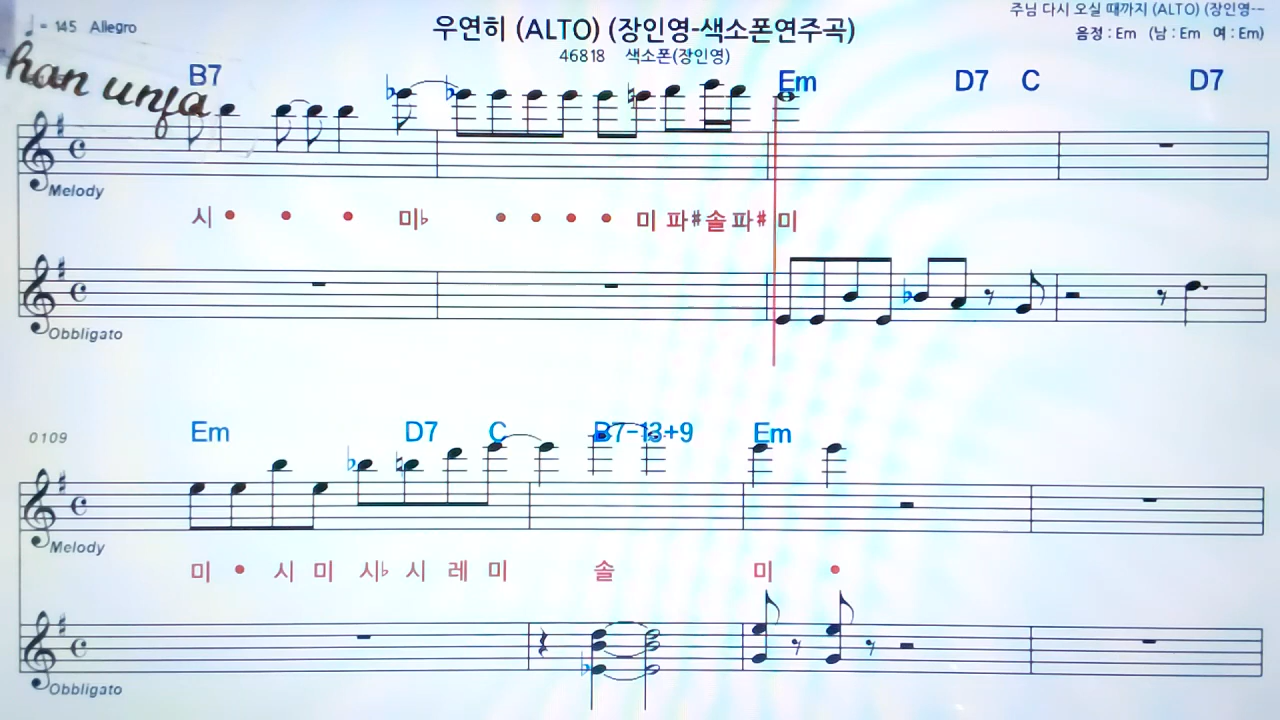 ♩= 145 Allegro
우연히 (ALTO) (장인영-색소폰연주곡)
주님 다시 오실 때까지 (ALTO) (장인영-~
46818 색소폰(장인영)
음정 : Em (남 : Em 여 : Em)
han unja
B7 Em D7 C D7
Melody
시 • • • 미♭ • • • • 미 파# 솔 파# 미
Obbligato
0109
Em D7 C B7-13+9 Em
Melody
미 • 시 미 시♭ 시 레 미 솔 미 •
Obbligato